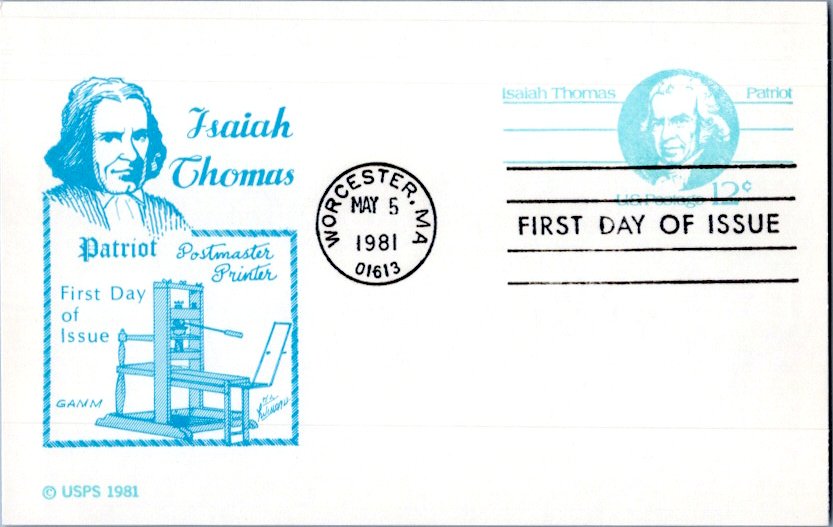 Isaiah
Thomas
Patriot
Postmaster
Printer
First Day
of
Issue
GAMM
© USPS 1981
WORCESTER, MA
MAY 5
1981
01613
Isaiah Thomas
Patriot
US Postage 12¢
FIRST DAY OF ISSUE